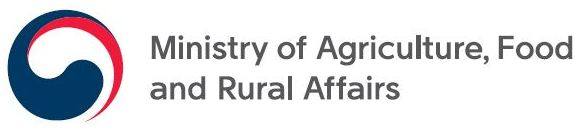 Ministry of Agriculture, Food
and Rural Affairs